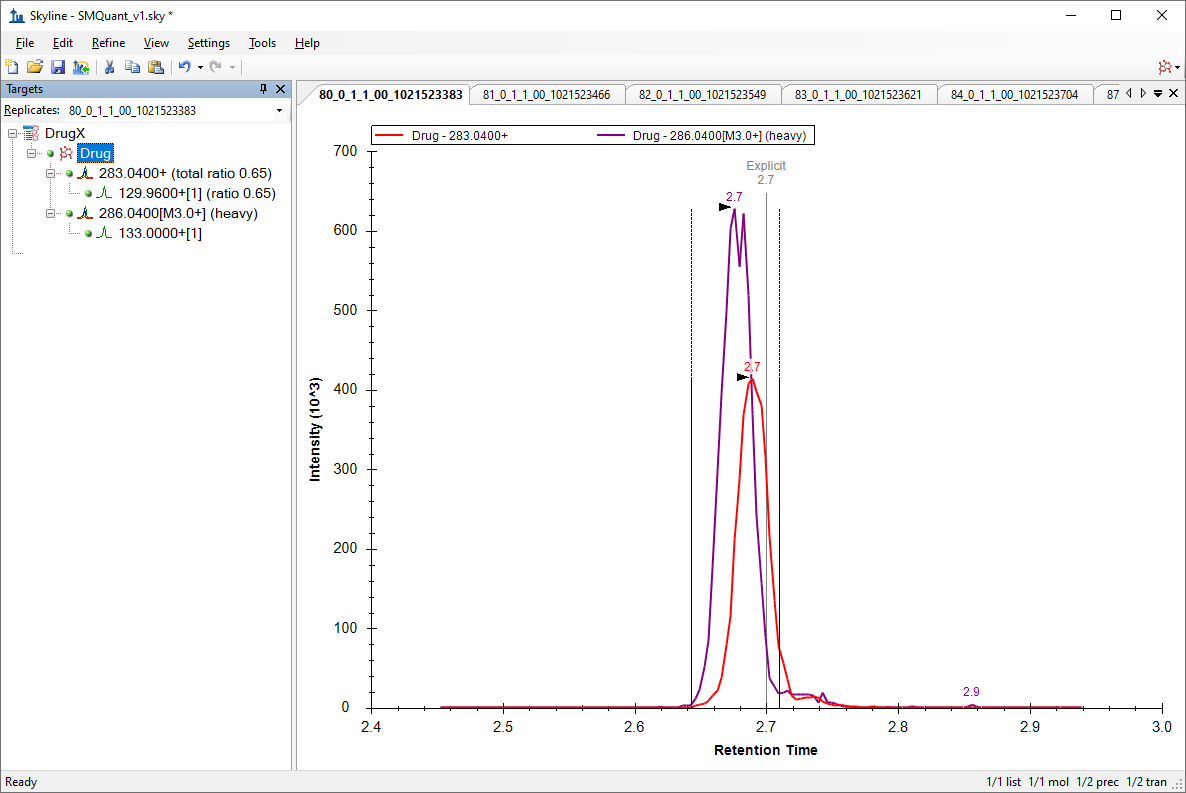 Skyline - SMQuant_v1.sky *
File Edit Refine View Settings Tools Help
Targets
Replicates: 80_0_1_1_00_1021523383
DrugX
Drug
283.0400+ (total ratio 0.65)
129.9600+[1] (ratio 0.65)
286.0400[M3.0+] (heavy)
133.0000+[1]
80_0_1_1_00_1021523383 81_0_1_1_00_1021523466 82_0_1_1_00_1021523549 83_0_1_1_00_1021523621 84_0_1_1_00_1021523704 87
Drug - 283.0400+ Drug - 286.0400[M3.0+] (heavy)
Explicit
2.7
2.7
2.7
2.9
700
600
500
400
300
200
100
0
Intensity (10^3)
2.4 2.5 2.6 2.7 2.8 2.9 3.0
Retention Time
Ready 1/1 list 1/1 mol 1/2 prec 1/2 tran